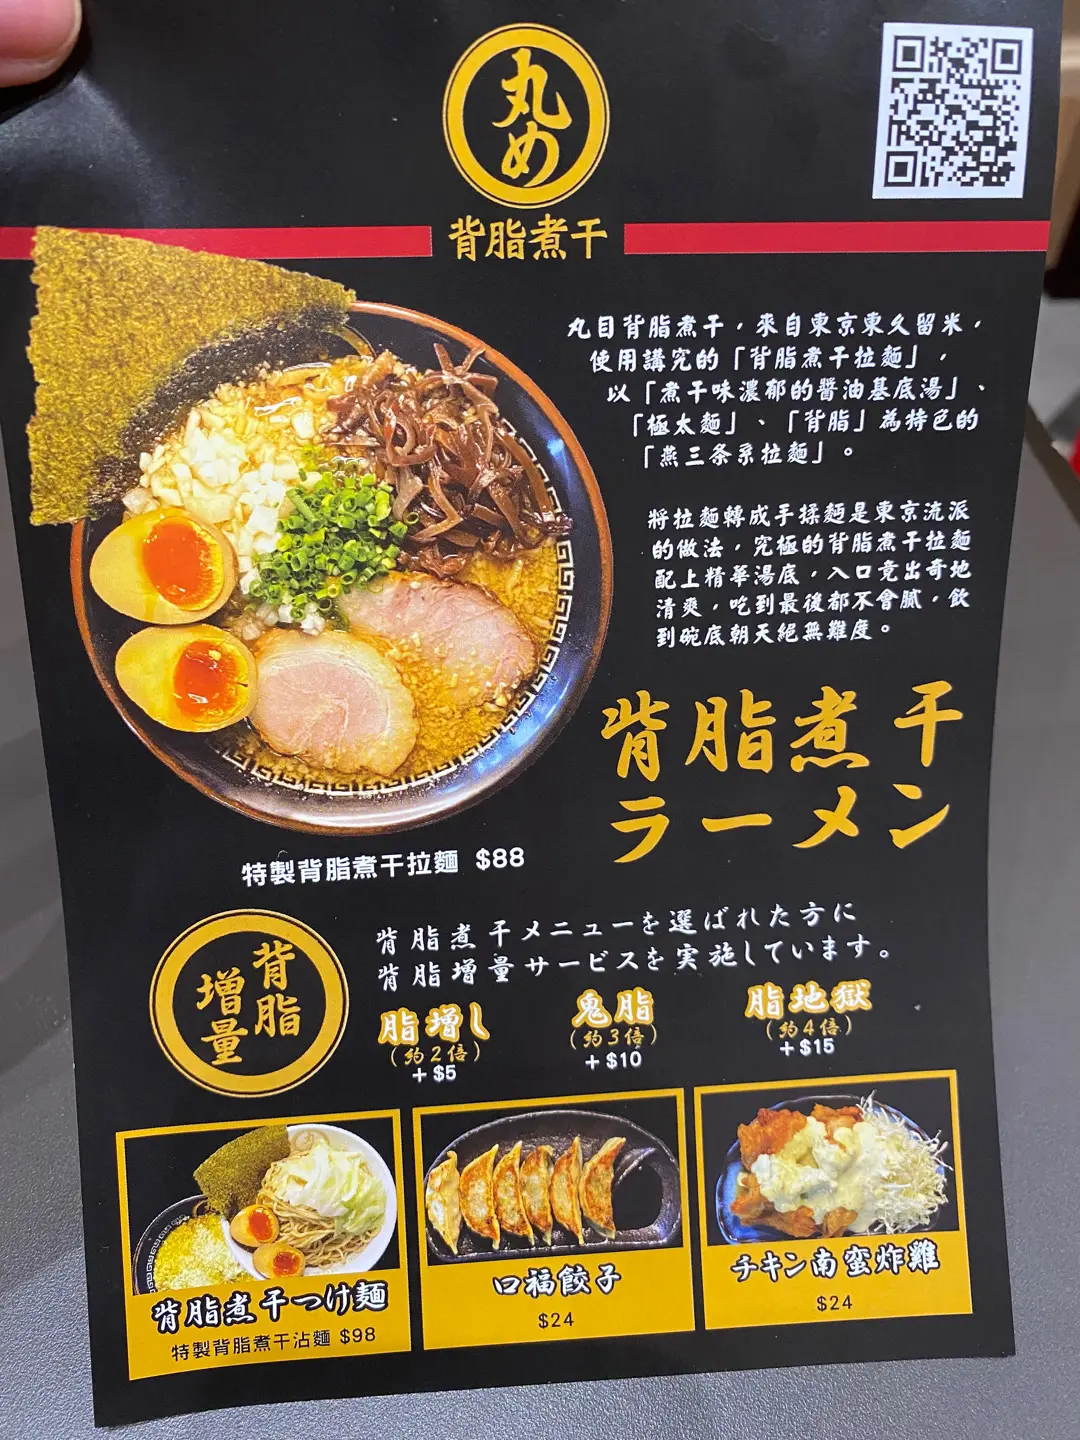 丸め
背脂煮干
丸目背脂煮干，來自東京東久留米，
使用講究的「背脂煮干拉麵」，
以「煮干味濃郁的醬油基底湯」、
「極太麵」、「背脂」為特色的
「燕三条系拉麵」。
將拉麵轉成手揉麵是東京流派
的做法，究極的背脂煮干拉麵
配上精華湯底，入口竟出奇地
清爽，吃到最後都不會膩，飲
到碗底朝天絕無難度。
背脂煮干
ラーメン
特製背脂煮干拉麵 $88
背脂
增量
背脂煮干メニューを選ばれた方に
背脂増量サービスを実施しています。
脂増し
（約2倍）
+ $5
鬼脂
（約3倍）
+ $10
脂地獄
（約4倍）
+ $15
背脂煮干つけ麺
特製背脂煮干沾麵 $98
口福餃子
$24
チキン南蛮炸雞
$24